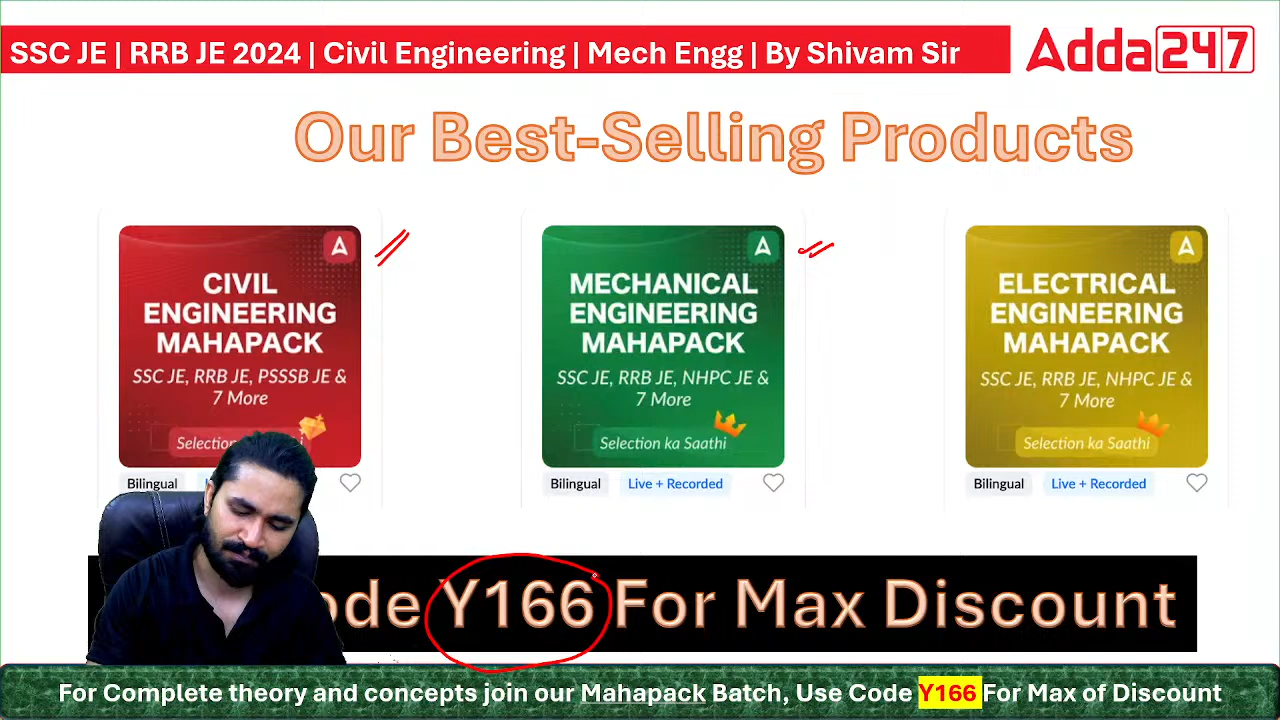 SSC JE | RRB JE 2024 | Civil Engineering | Mech Engg | By Shivam Sir
Adda247
Our Best-Selling Products
CIVIL
ENGINEERING
MAHAPACK
SSC JE, RRB JE, PSSSB JE &
7 More
Bilingual
MECHANICAL
ENGINEERING
MAHAPACK
SSC JE, RRB JE, NHPC JE &
7 More
Selection ka Saathi
Bilingual Live + Recorded
ELECTRICAL
ENGINEERING
MAHAPACK
SSC JE, RRB JE, NHPC JE &
7 More
Selection ka Saathi
Bilingual Live + Recorded
Y166 For Max Discount
For Complete theory and concepts join our Mahapack Batch, Use Code Y166 For Max of Discount